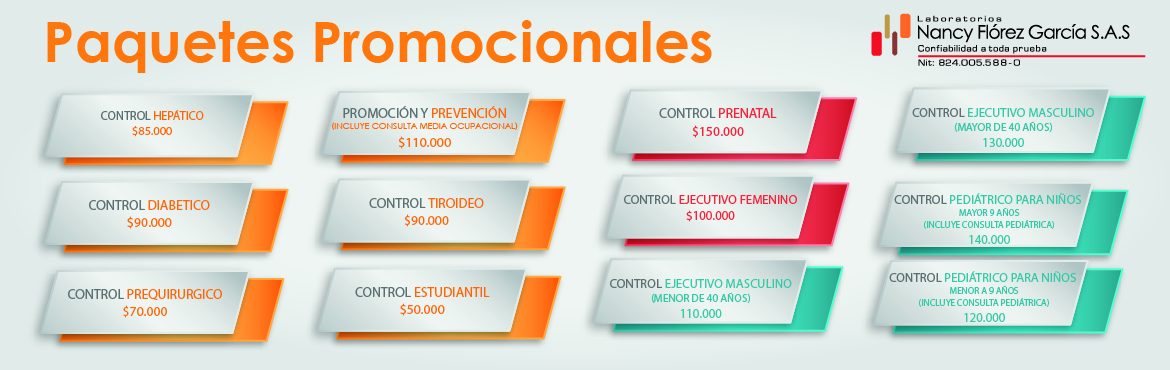 Paquetes Promocionales
Laboratorios
Nancy Flórez García S.A.S
Confiabilidad a toda prueba
Nit: 824.005.588-0
CONTROL HEPÁTICO
$85.000
PROMOCIÓN Y PREVENCIÓN
(INCLUYE CONSULTA MEDIA OCUPACIONAL)
$110.000
CONTROL PRENATAL
$150.000
CONTROL EJECUTIVO MASCULINO
(MAYOR DE 40 AÑOS)
130.000
CONTROL DIABETICO
$90.000
CONTROL TIROIDEO
$90.000
CONTROL EJECUTIVO FEMENINO
$100.000
CONTROL PEDIÁTRICO PARA NIÑOS
MAYOR 9 AÑOS
(INCLUYE CONSULTA PEDIÁTRICA)
140.000
CONTROL PREQUIRURGICO
$70.000
CONTROL ESTUDIANTIL
$50.000
CONTROL EJECUTIVO MASCULINO
(MENOR DE 40 AÑOS)
110.000
CONTROL PEDIÁTRICO PARA NIÑOS
MENOR A 9 AÑOS
(INCLUYE CONSULTA PEDIÁTRICA)
120.000